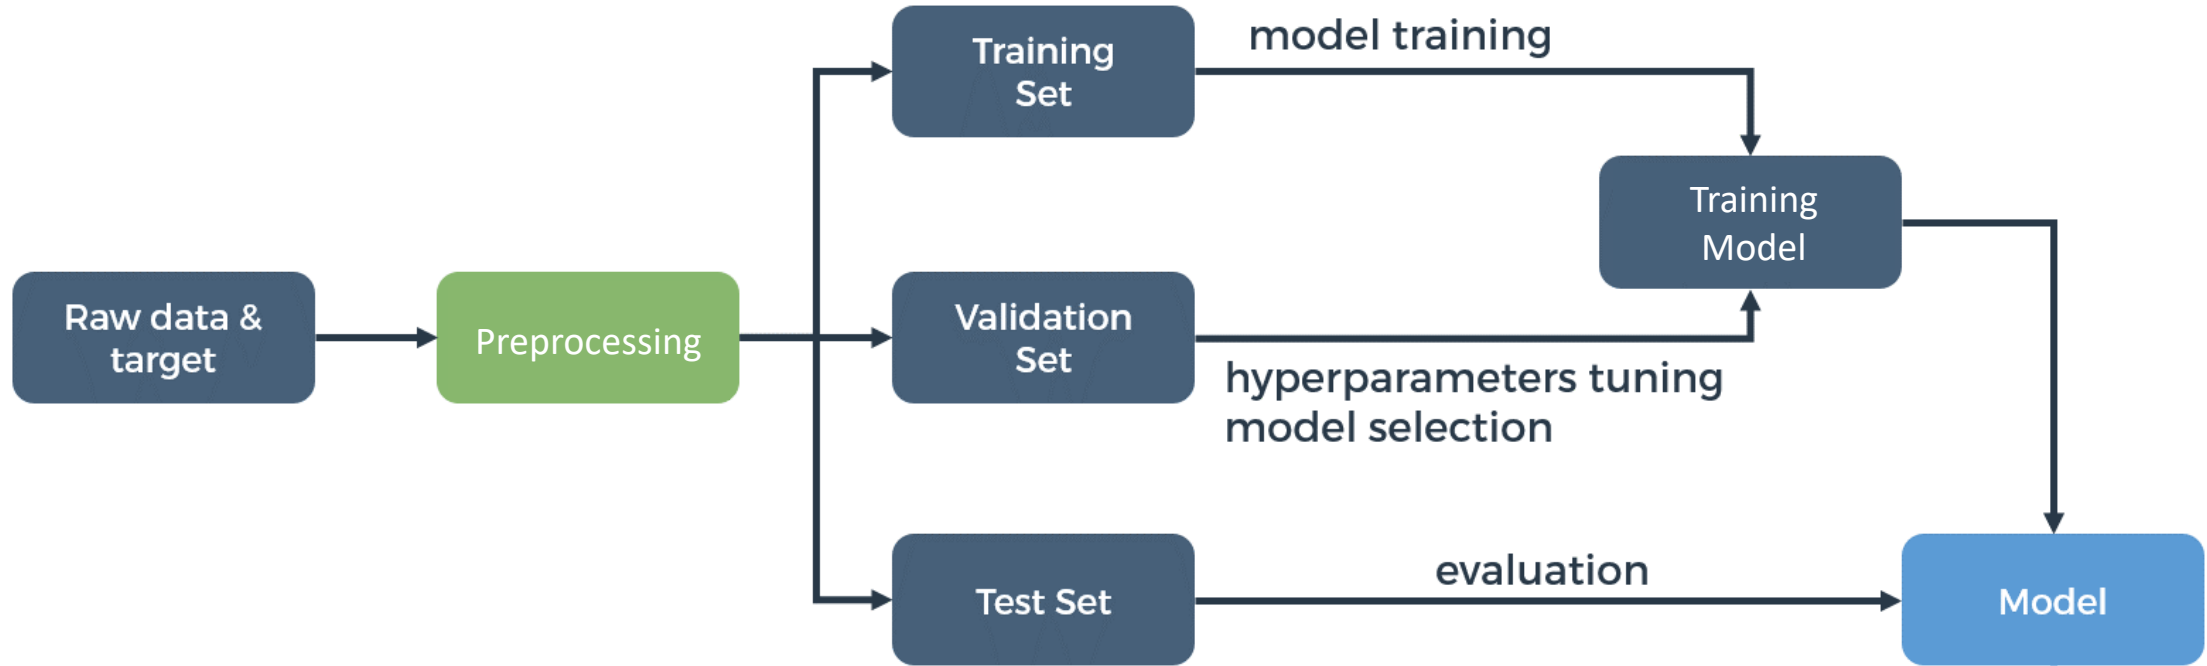 Training
Set
model training
Training
Model
Raw data &
target
Preprocessing
Validation
Set
hyperparameters tuning
model selection
Test Set
evaluation
Model